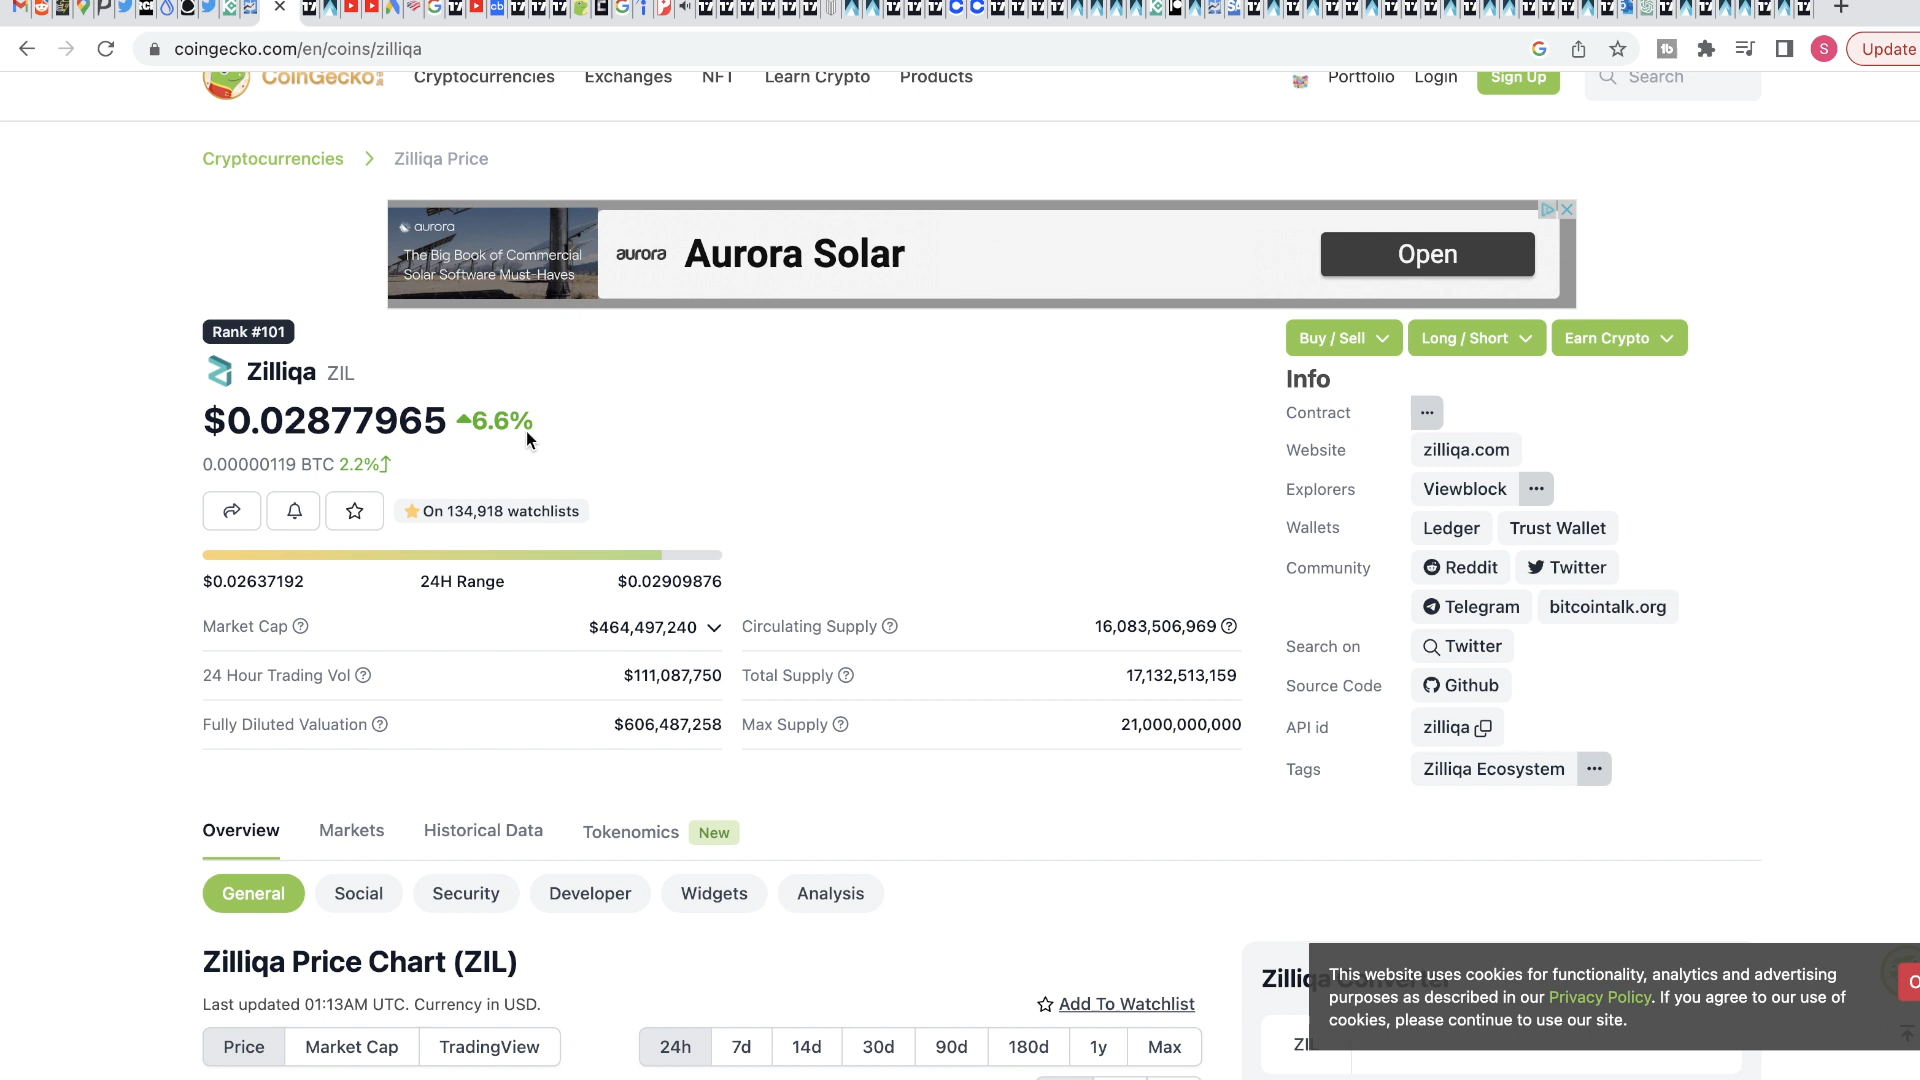 coingecko.com/en/coins/zilliqa
Update
CoinGecko
Cryptocurrencies Exchanges NFT Learn Crypto Products
Portfolio Login Sign Up Search
Cryptocurrencies > Zilliqa Price
aurora
The Big Book of Commercial
Solar Software Must-Haves
aurora Aurora Solar
Open
Rank #101
Zilliqa ZIL
$0.02877965 6.6%
0.00000119 BTC 2.2%
On 134,918 watchlists
$0.02637192 24H Range $0.02909876
Market Cap $464,497,240
24 Hour Trading Vol $111,087,750
Fully Diluted Valuation $606,487,258
Circulating Supply 16,083,506,969
Total Supply 17,132,513,159
Max Supply 21,000,000,000
Buy / Sell Long / Short Earn Crypto
Info
Contract ...
Website zilliqa.com
Explorers Viewblock ...
Wallets Ledger Trust Wallet
Community Reddit Twitter
Telegram bitcointalk.org
Search on Twitter
Source Code Github
API id zilliqa
Tags Zilliqa Ecosystem ...
Overview Markets Historical Data Tokenomics New
General Social Security Developer Widgets Analysis
Zilliqa Price Chart (ZIL)
Last updated 01:13AM UTC. Currency in USD.
Add To Watchlist
Price Market Cap TradingView
24h 7d 14d 30d 90d 180d 1y Max
This website uses cookies for functionality, analytics and advertising
purposes as described in our Privacy Policy. If you agree to our use of
cookies, please continue to use our site.